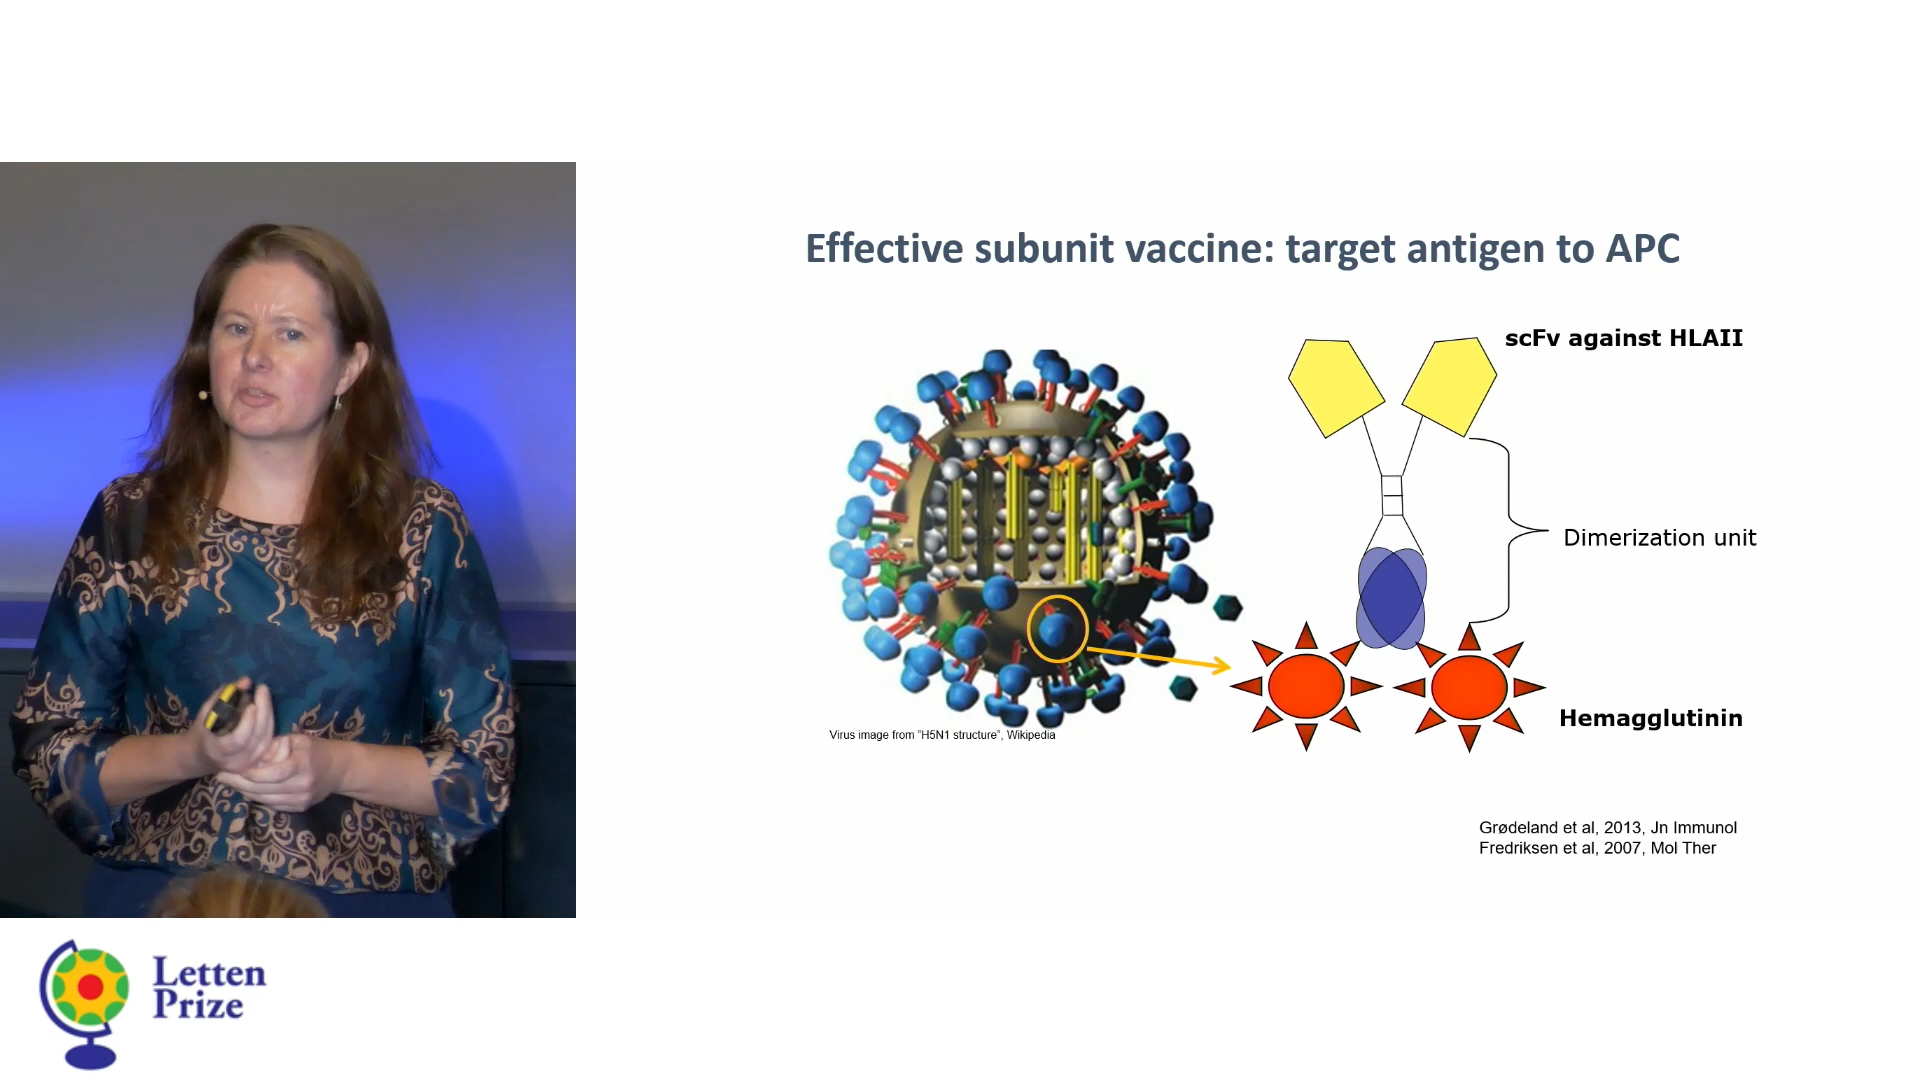 Effective subunit vaccine: target antigen to APC
scFv against HLAII
Dimerization unit
Hemagglutinin
Virus image from "H5N1 structure", Wikipedia
Grødeland et al, 2013, Jn Immunol
Fredriksen et al, 2007, Mol Ther
Letten
Prize